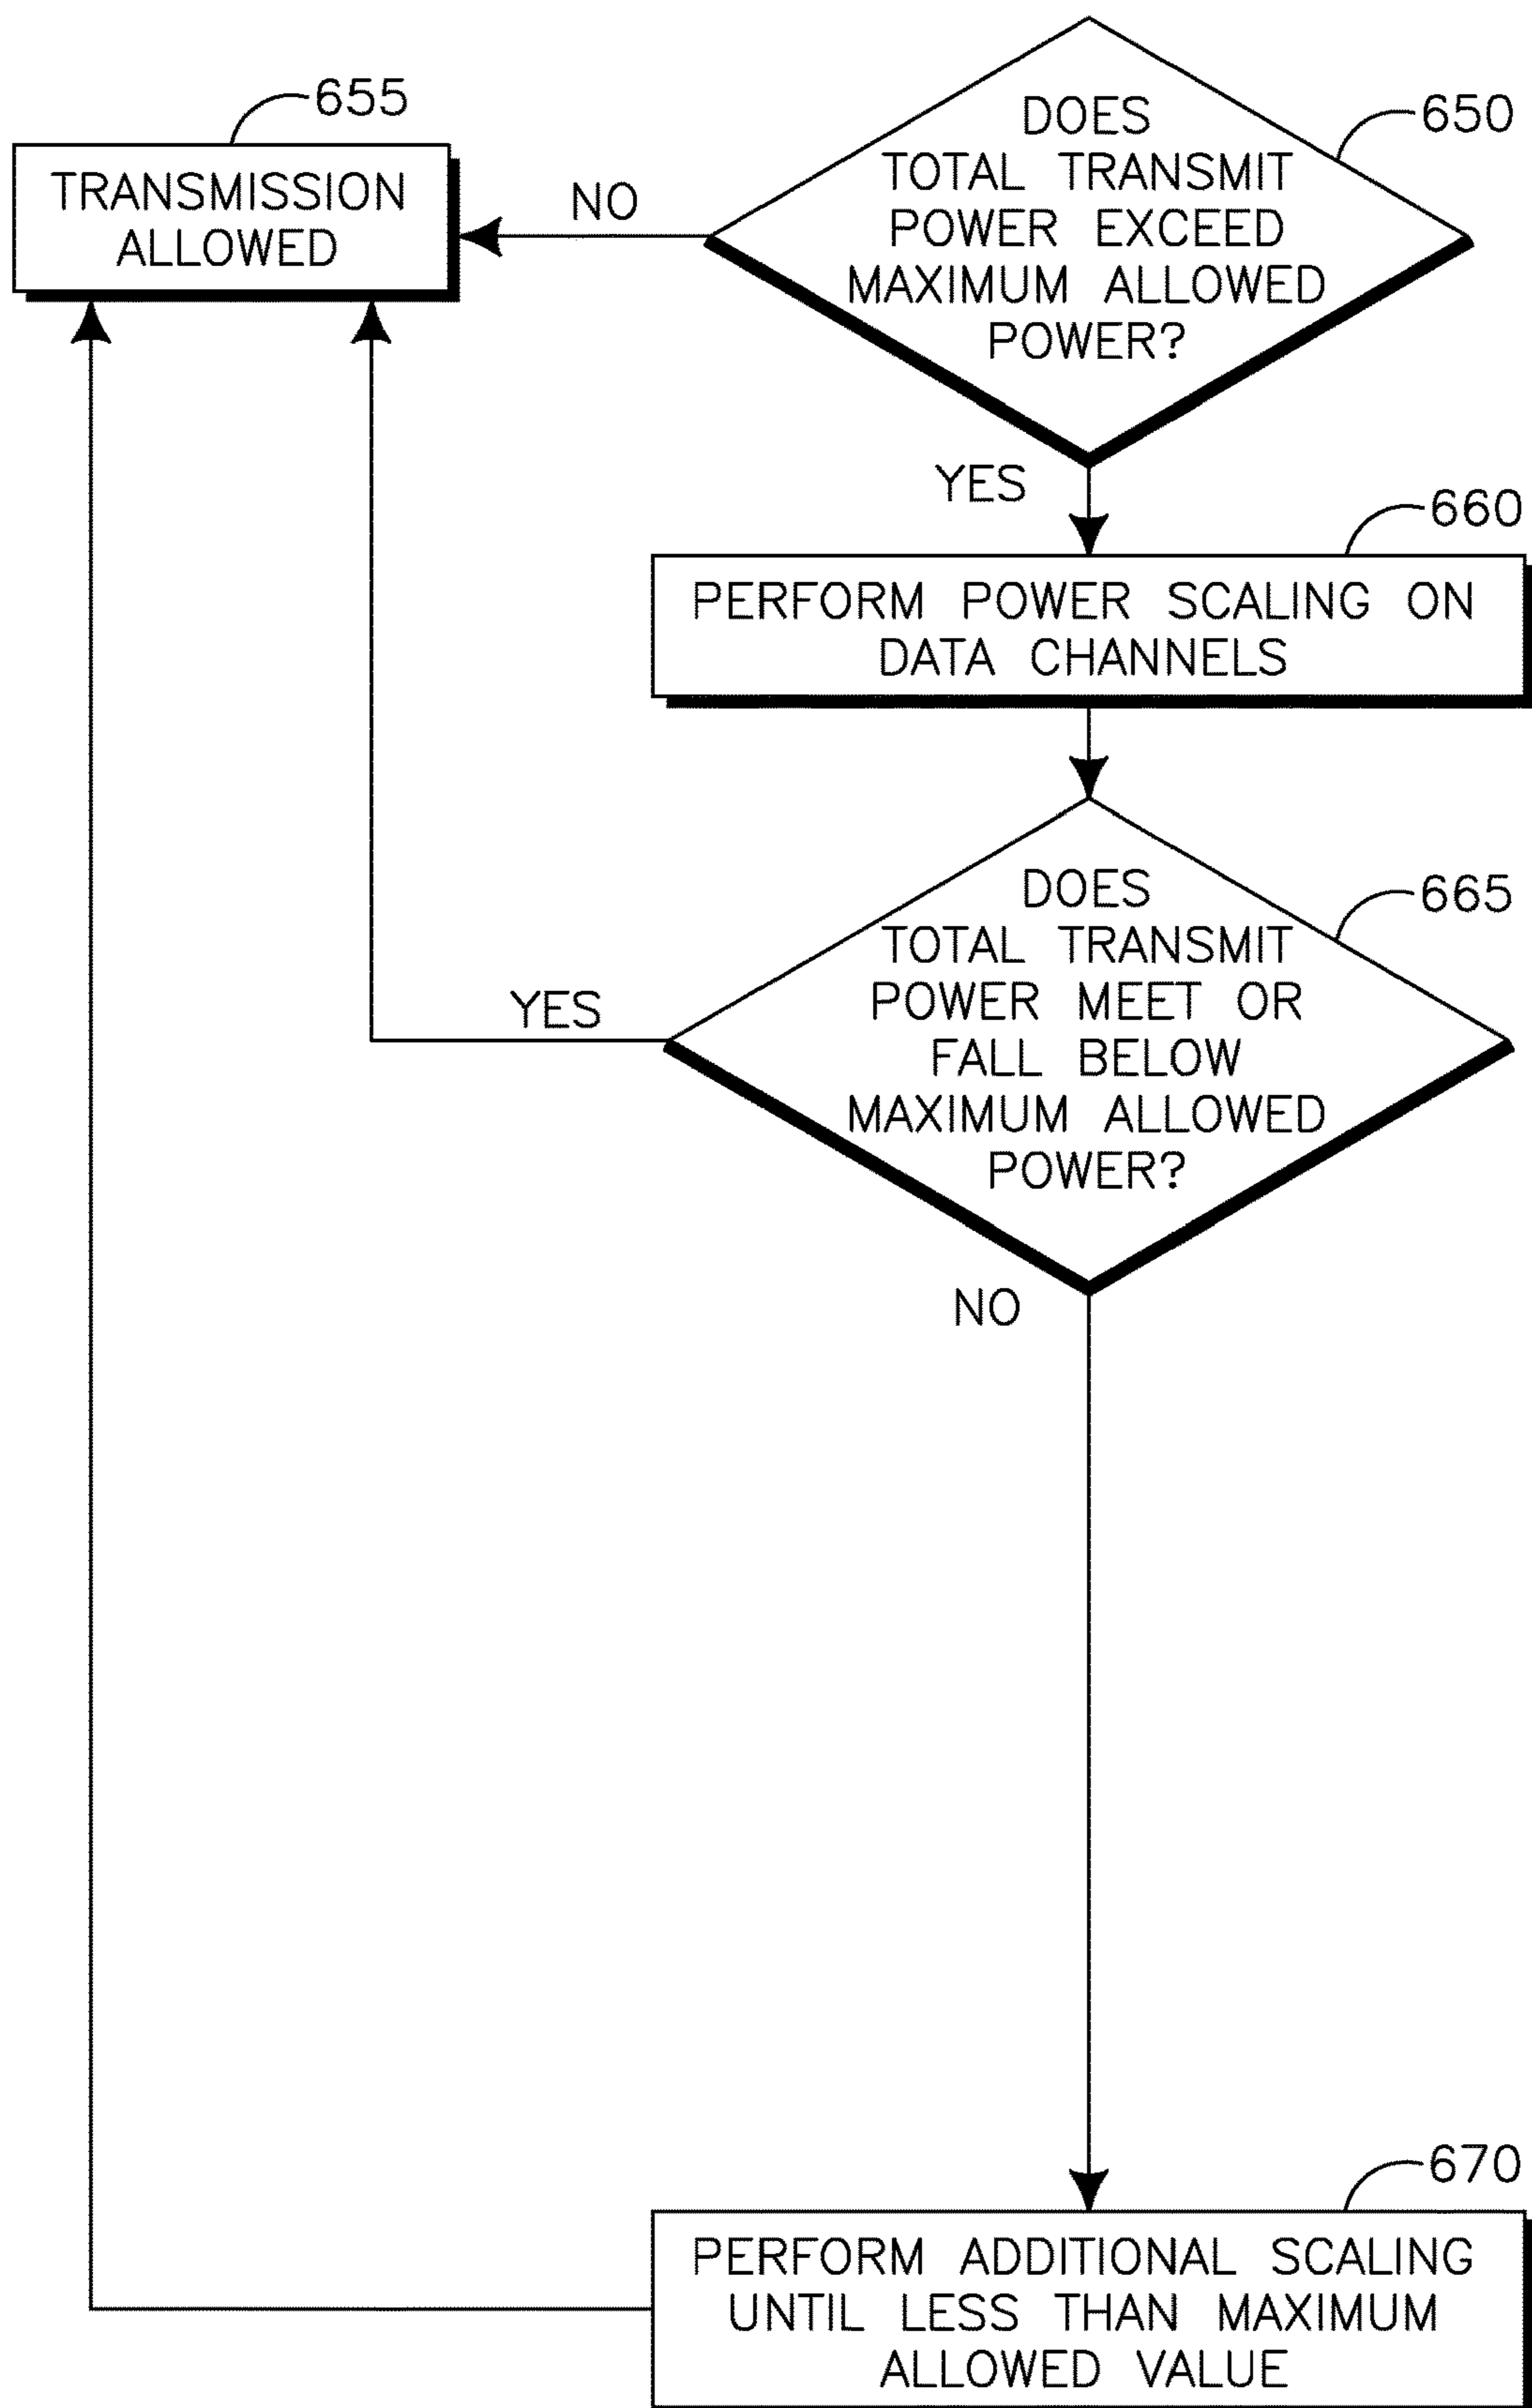 655
TRANSMISSION
ALLOWED
NO
DOES
TOTAL TRANSMIT
POWER EXCEED
MAXIMUM ALLOWED
POWER?
650
YES
660
PERFORM POWER SCALING ON
DATA CHANNELS
DOES
TOTAL TRANSMIT
POWER MEET OR
FALL BELOW
MAXIMUM ALLOWED
POWER?
665
YES
NO
670
PERFORM ADDITIONAL SCALING
UNTIL LESS THAN MAXIMUM
ALLOWED VALUE